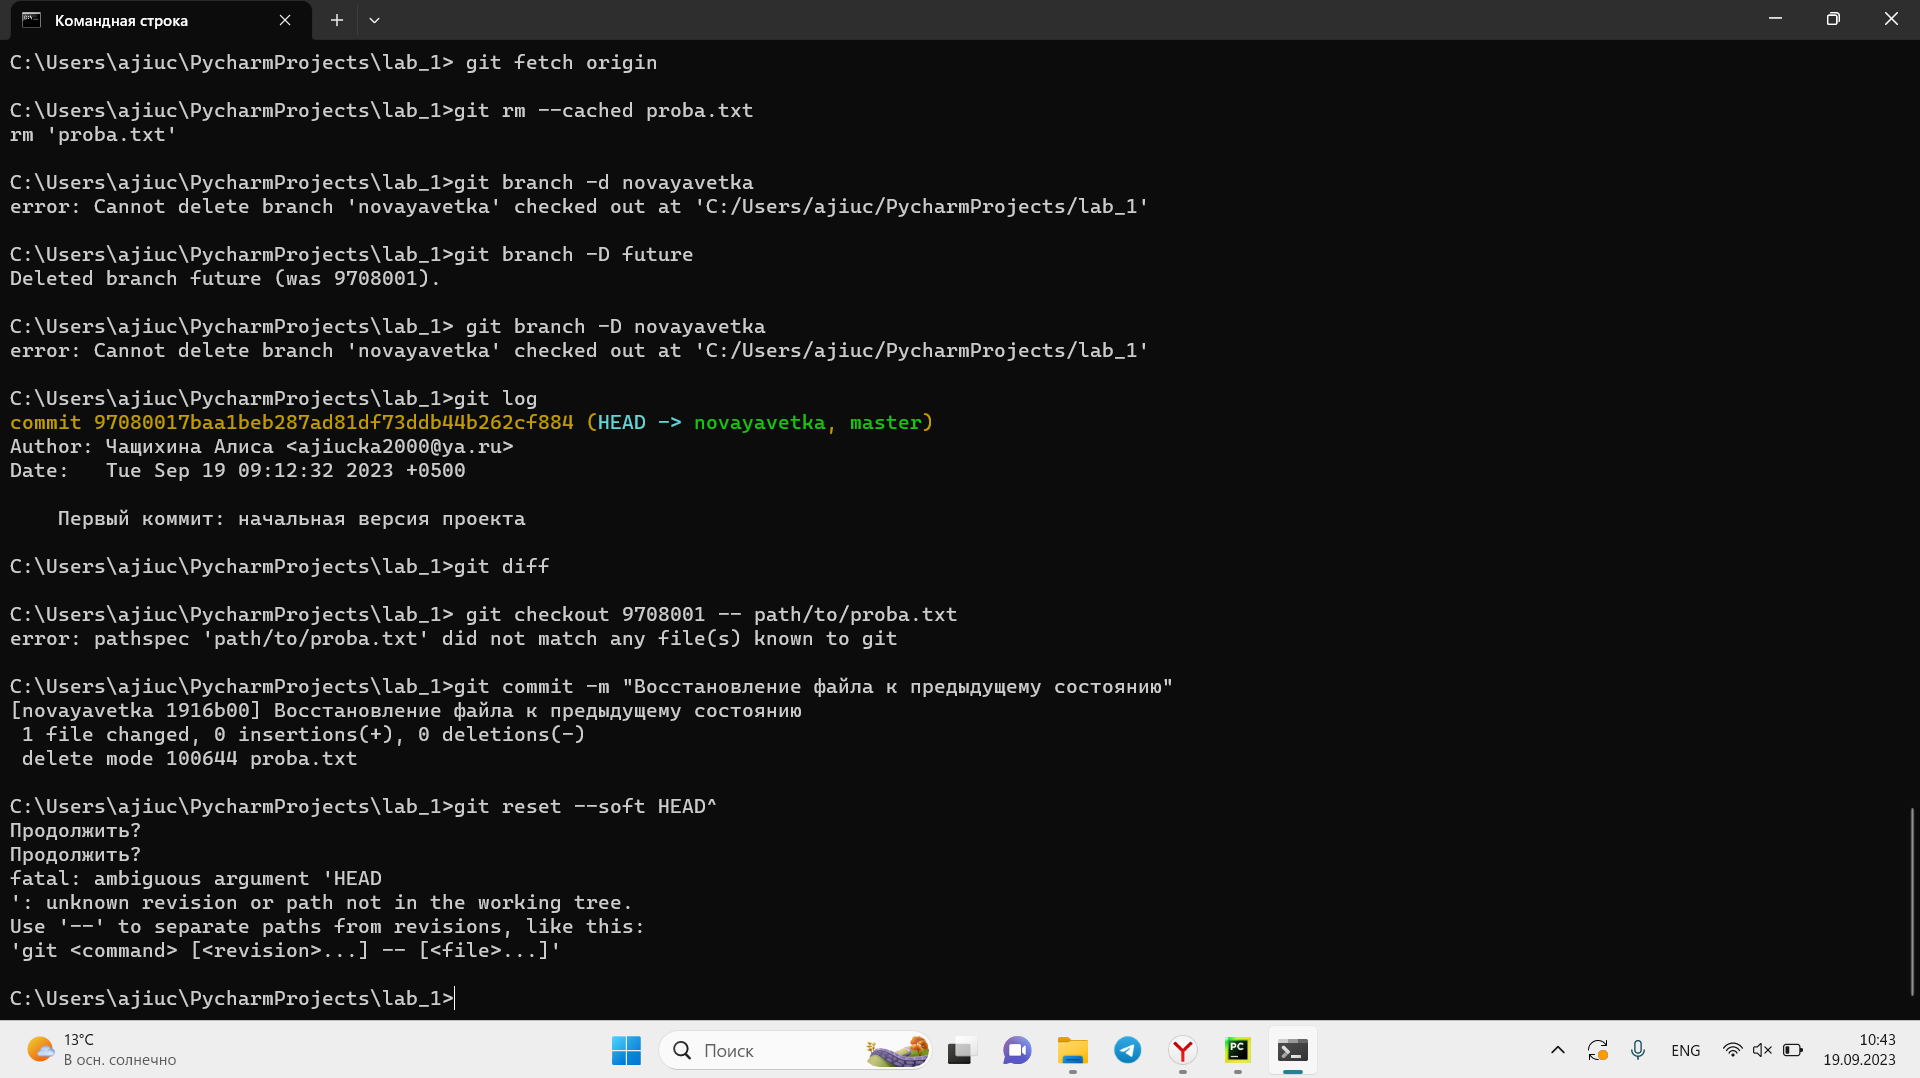 Командная строка
C:\Users\ajiuc\PycharmProjects\lab_1> git fetch origin
C:\Users\ajiuc\PycharmProjects\lab_1>git rm --cached proba.txt
rm 'proba.txt'
C:\Users\ajiuc\PycharmProjects\lab_1>git branch -d novayavetka
error: Cannot delete branch 'novayavetka' checked out at 'C:/Users/ajiuc/PycharmProjects/lab_1'
C:\Users\ajiuc\PycharmProjects\lab_1>git branch -D future
Deleted branch future (was 9708001).
C:\Users\ajiuc\PycharmProjects\lab_1> git branch -D novayavetka
error: Cannot delete branch 'novayavetka' checked out at 'C:/Users/ajiuc/PycharmProjects/lab_1'
C:\Users\ajiuc\PycharmProjects\lab_1>git log
commit 97080017baa1beb287ad81df73ddb44b262cf884 (HEAD -> novayavetka, master)
Author: Чащихина Алиса <ajiucka2000@ya.ru>
Date:   Tue Sep 19 09:12:32 2023 +0500
    Первый коммит: начальная версия проекта
C:\Users\ajiuc\PycharmProjects\lab_1>git diff
C:\Users\ajiuc\PycharmProjects\lab_1> git checkout 9708001 -- path/to/proba.txt
error: pathspec 'path/to/proba.txt' did not match any file(s) known to git
C:\Users\ajiuc\PycharmProjects\lab_1>git commit -m "Восстановление файла к предыдущему состоянию"
[novayavetka 1916b00] Восстановление файла к предыдущему состоянию
 1 file changed, 0 insertions(+), 0 deletions(-)
 delete mode 100644 proba.txt
C:\Users\ajiuc\PycharmProjects\lab_1>git reset --soft HEAD^
Продолжить?
Продолжить?
fatal: ambiguous argument 'HEAD
': unknown revision or path not in the working tree.
Use '--' to separate paths from revisions, like this:
'git <command> [<revision>...] -- [<file>...]'
C:\Users\ajiuc\PycharmProjects\lab_1>
13°C
В осн. солнечно
Поиск
PC
ENG
10:43
19.09.2023